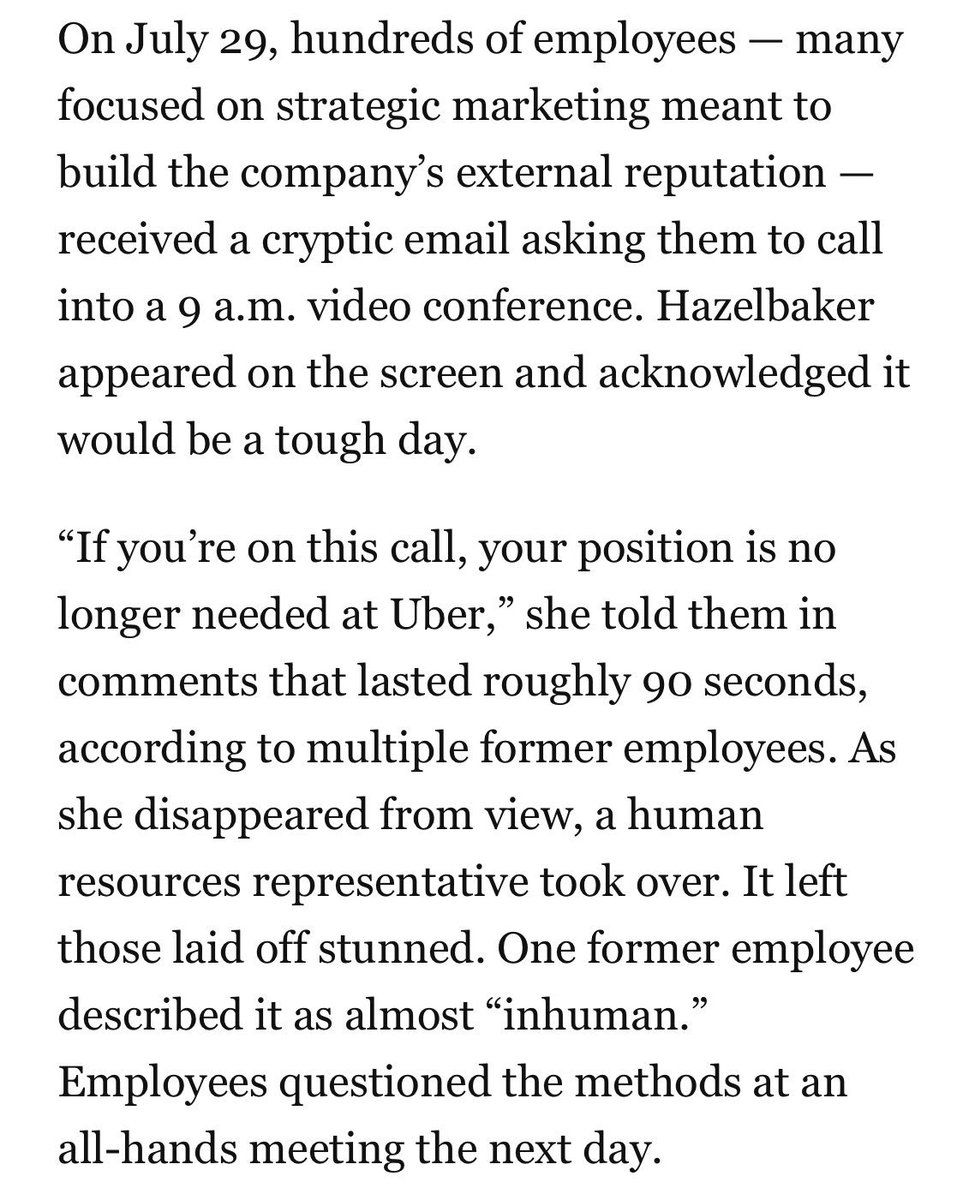 On July 29, hundreds of employees — many
focused on strategic marketing meant to
build the company’s external reputation —
received a cryptic email asking them to call
into a 9 a.m. video conference. Hazelbaker
appeared on the screen and acknowledged it
would be a tough day.
“If you’re on this call, your position is no
longer needed at Uber,” she told them in
comments that lasted roughly 90 seconds,
according to multiple former employees. As
she disappeared from view, a human
resources representative took over. It left
those laid off stunned. One former employee
described it as almost “inhuman.”
Employees questioned the methods at an
all-hands meeting the next day.